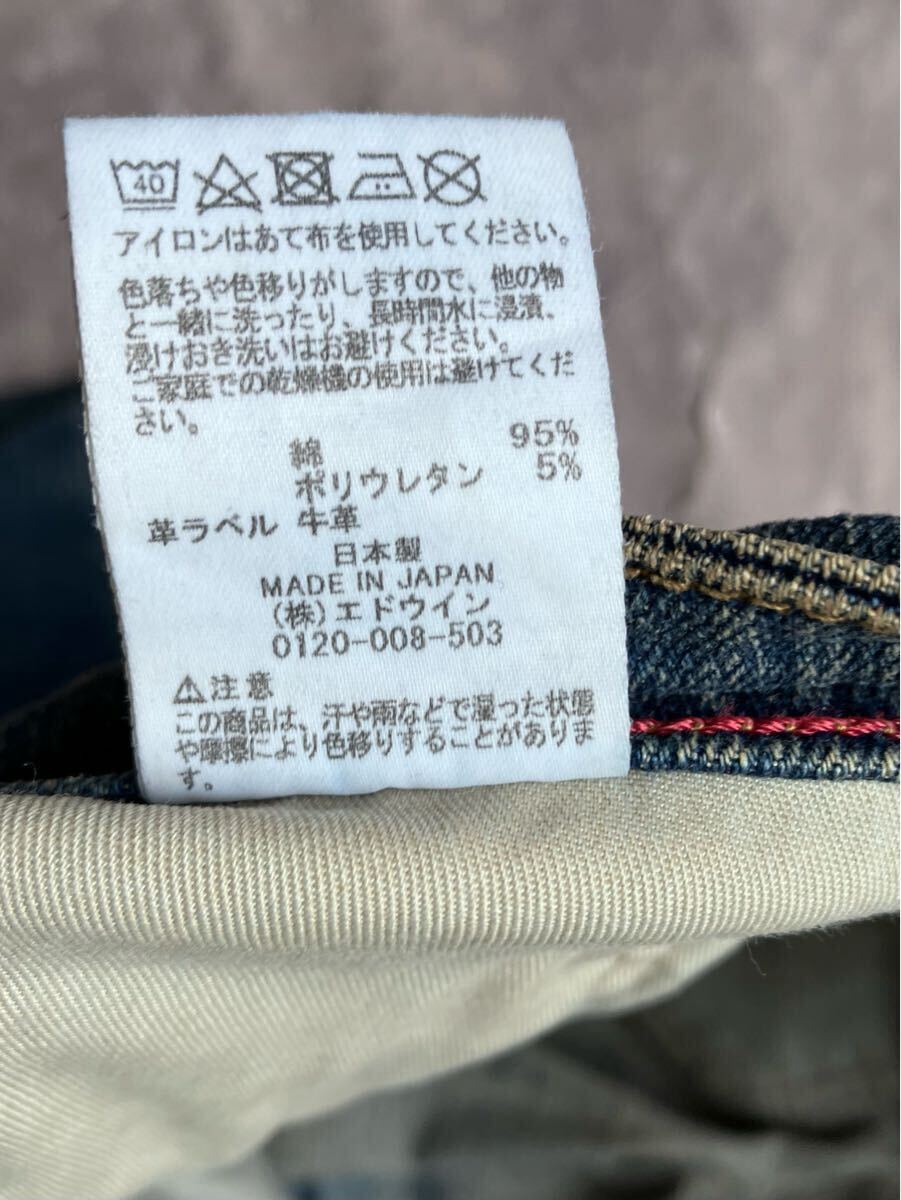 40
アイロンはあて布を使用してください。
色落ちや色移りがしますので、他の物
と一緒に洗ったり、長時間水に浸漬、
浸けおき洗いはお避けください。
ご家庭での乾燥機の使用は避けてくだ
さい。
綿 95%
ポリウレタン 5%
革ラベル 牛革
日本製
MADE IN JAPAN
(株)エドウイン
0120-008-503
⚠注意
この商品は、汗や雨などで湿った状態
や摩擦により色移りすることがありま
す。